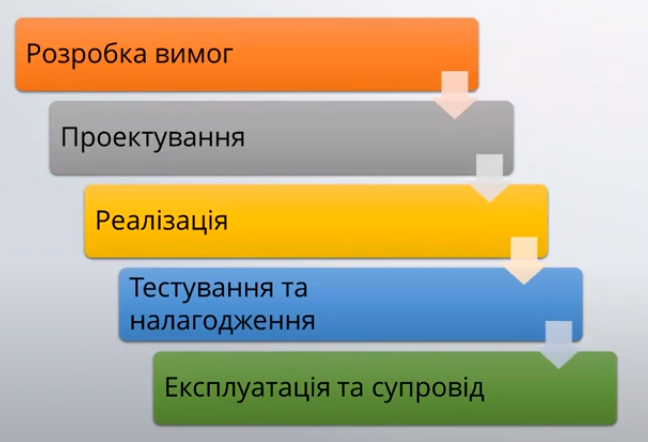 Розробка вимог
Проектування
Реалізація
Тестування та
налагодження
Експлуатація та супровід